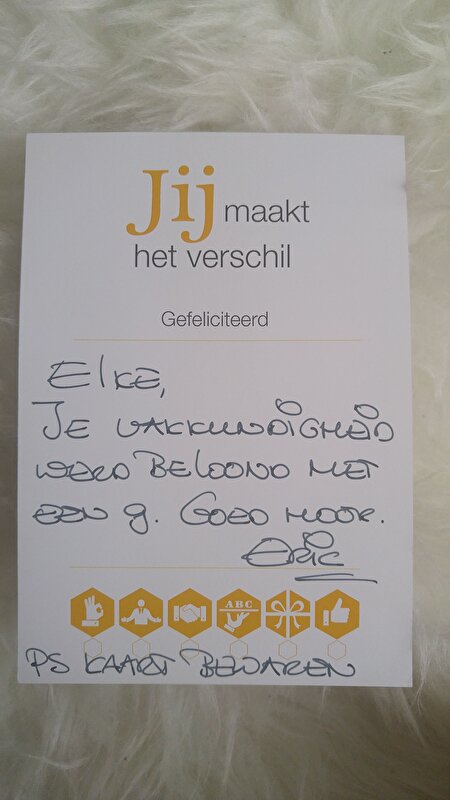 Jij maakt
het verschil
Gefeliciteerd
Elke,
Je vakkundigheid
werd beloond met
een 9. Goed hoor.
Eric
ABC
PS Kaart bewaren